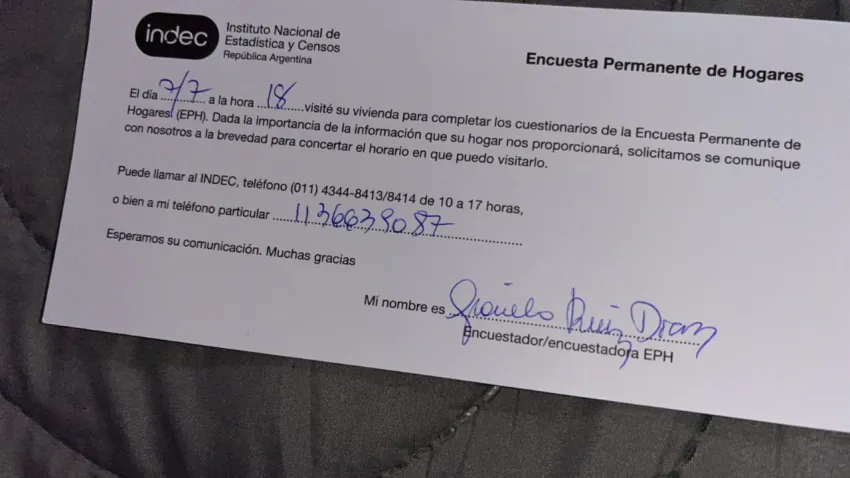 indec
Instituto Nacional de
Estadística y Censos
República Argentina
Encuesta Permanente de Hogares
El día 7/7 a la hora 18 visité su vivienda para completar los cuestionarios de la Encuesta Permanente de
Hogares (EPH). Dada la importancia de la información que su hogar nos proporcionará, solicitamos se comunique
con nosotros a la brevedad para concertar el horario en que puedo visitarlo.
Puede llamar al INDEC, teléfono (011) 4344-8413/8414 de 10 a 17 horas,
o bien a mi teléfono particular 1136639087
Esperamos su comunicación. Muchas gracias
Mi nombre es Graciela Ruiz Diaz
Encuestador/encuestadora EPH